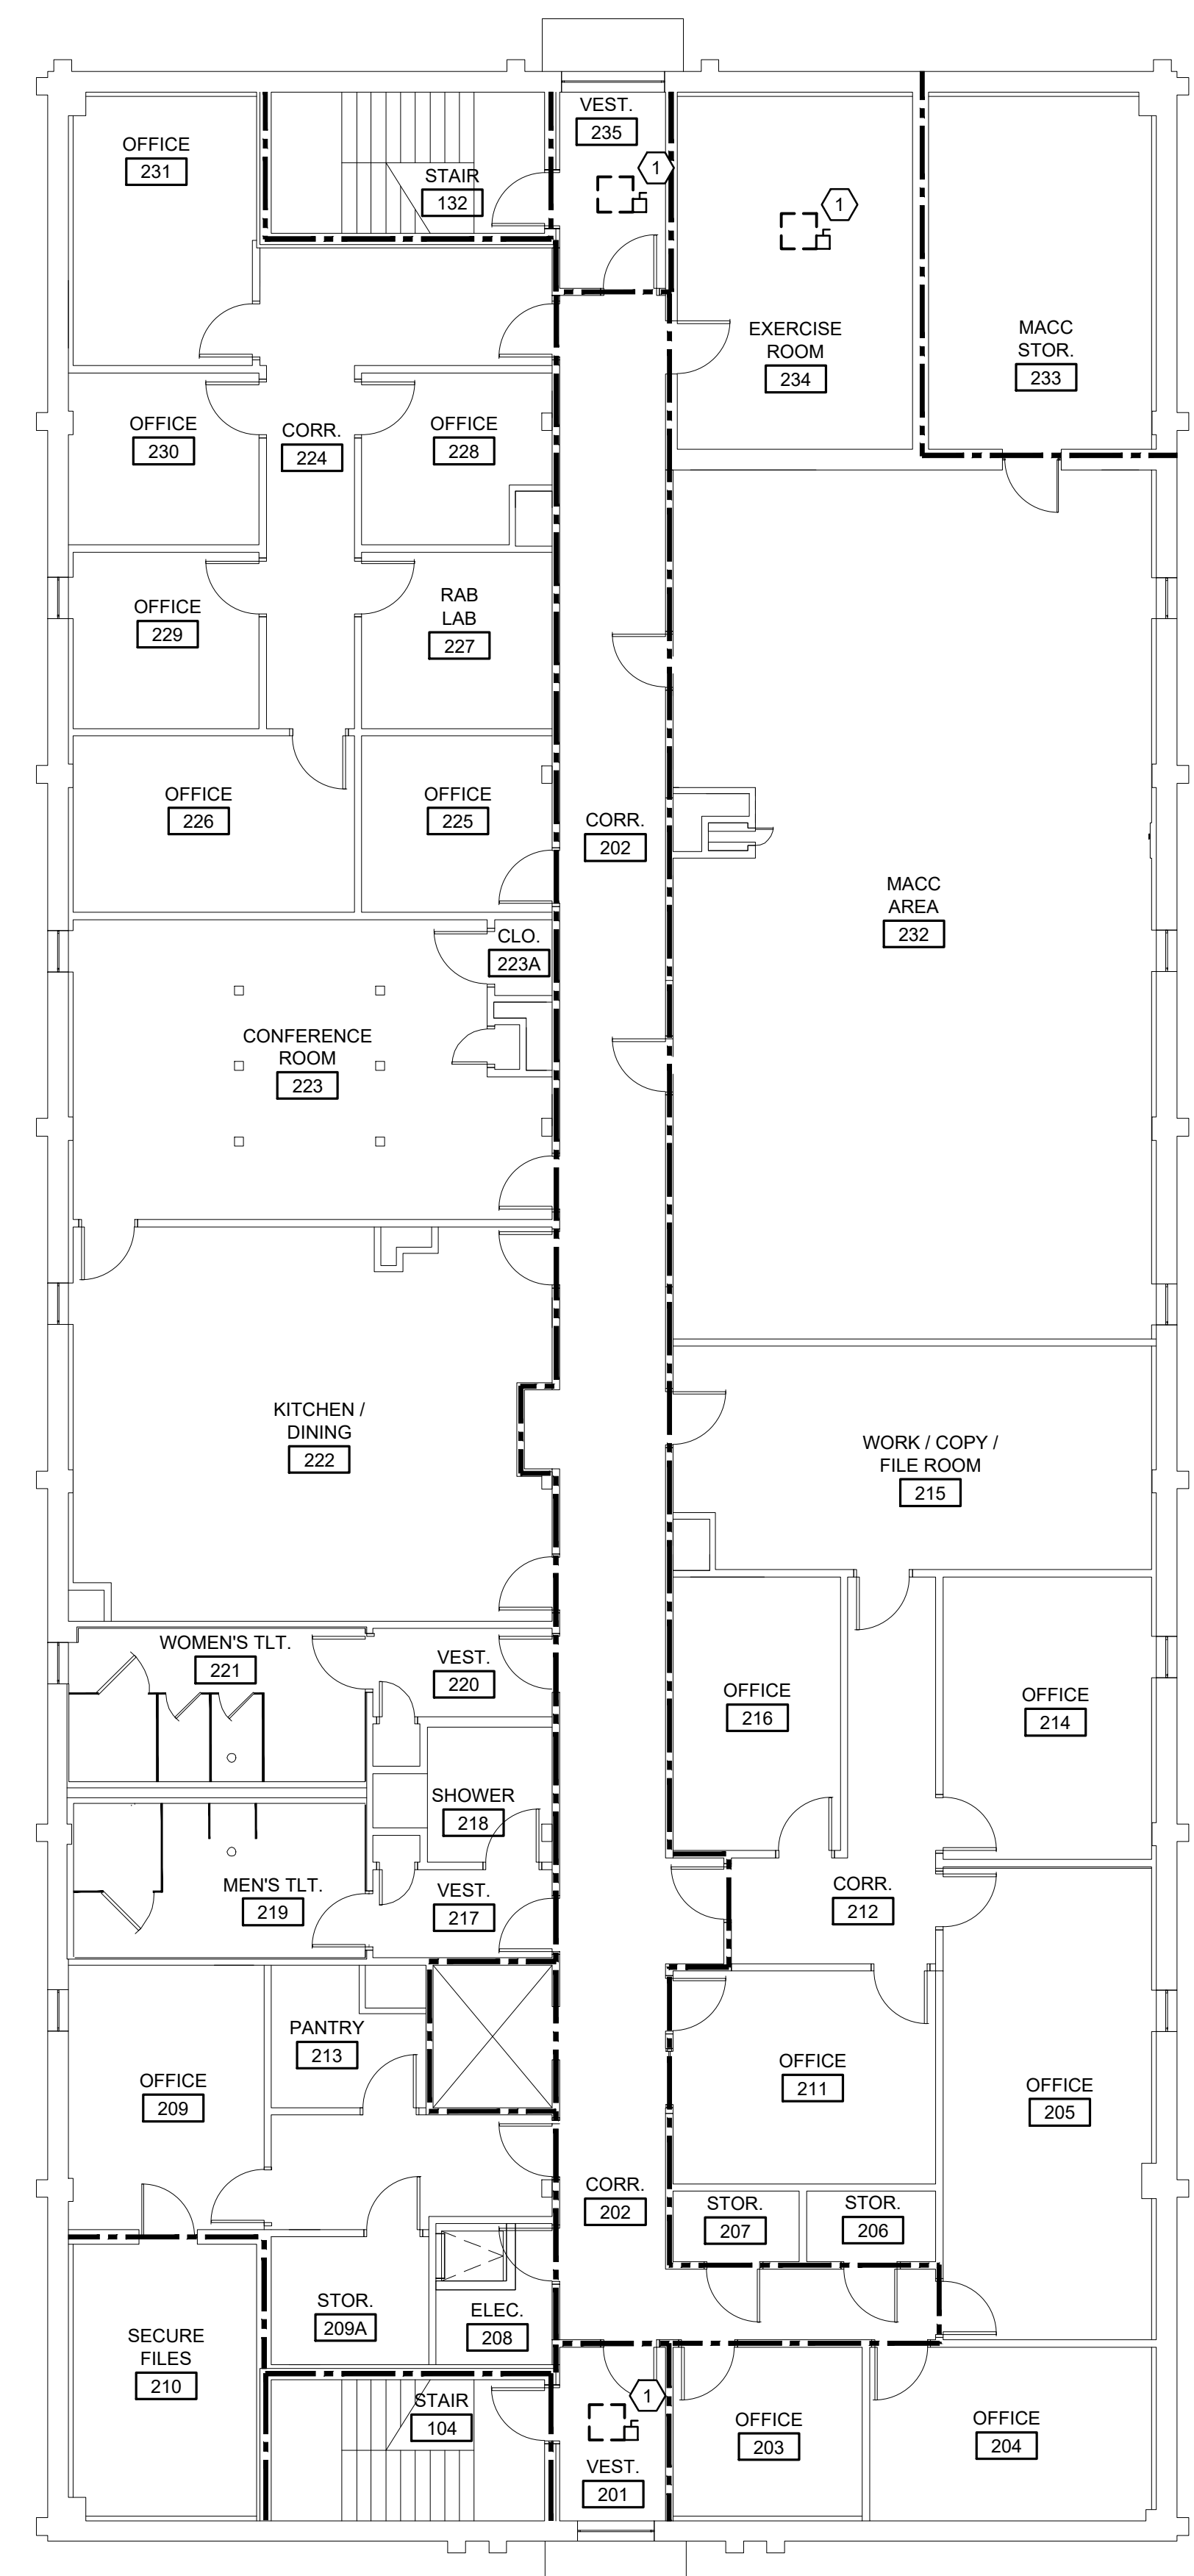 VEST.
235
1
OFFICE
231
STAIR
132
1
EXERCISE
ROOM
234
MACC
STOR.
233
OFFICE
230
CORR.
224
OFFICE
228
OFFICE
229
RAB
LAB
227
OFFICE
226
OFFICE
225
CORR.
202
MACC
AREA
232
CLO.
223A
CONFERENCE
ROOM
223
KITCHEN /
DINING
222
WORK / COPY /
FILE ROOM
215
WOMEN'S TLT.
221
VEST.
220
OFFICE
216
OFFICE
214
SHOWER
218
MEN'S TLT.
219
VEST.
217
CORR.
212
PANTRY
213
OFFICE
209
OFFICE
211
OFFICE
205
CORR.
202
STOR.
207
STOR.
206
STOR.
209A
ELEC.
208
SECURE
FILES
210
STAIR
104
1
VEST.
201
OFFICE
203
OFFICE
204